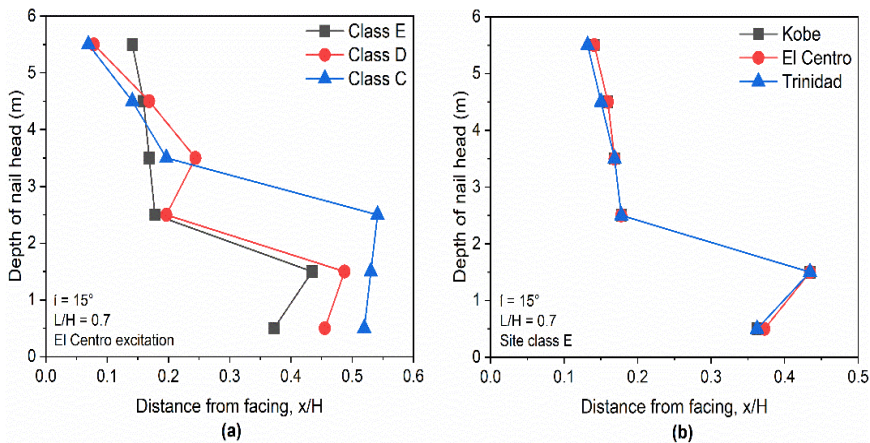 6
5
4
3
2
1
0
Depth of nail head (m)
Class E
Class D
Class C
i = 15°
L/H = 0.7
El Centro excitation
0.0 0.1 0.2 0.3 0.4 0.5 0.6
Distance from facing, x/H
(a)
6
5
4
3
2
1
0
Depth of nail head (m)
Kobe
El Centro
Trinidad
i = 15°
L/H = 0.7
Site class E
0.0 0.1 0.2 0.3 0.4 0.5
Distance from facing, x/H
(b)